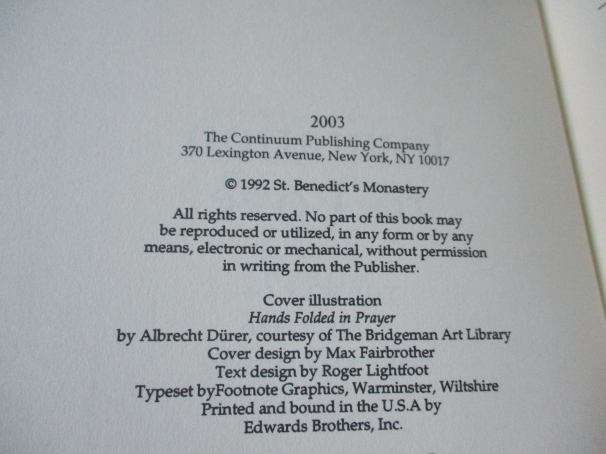 2003
The Continuum Publishing Company
370 Lexington Avenue, New York, NY 10017
© 1992 St. Benedict's Monastery
All rights reserved. No part of this book may
be reproduced or utilized, in any form or by any
means, electronic or mechanical, without permission
in writing from the Publisher.
Cover illustration
Hands Folded in Prayer
by Albrecht Dürer, courtesy of The Bridgeman Art Library
Cover design by Max Fairbrother
Text design by Roger Lightfoot
Typeset byFootnote Graphics, Warminster, Wiltshire
Printed and bound in the U.S.A by
Edwards Brothers, Inc.